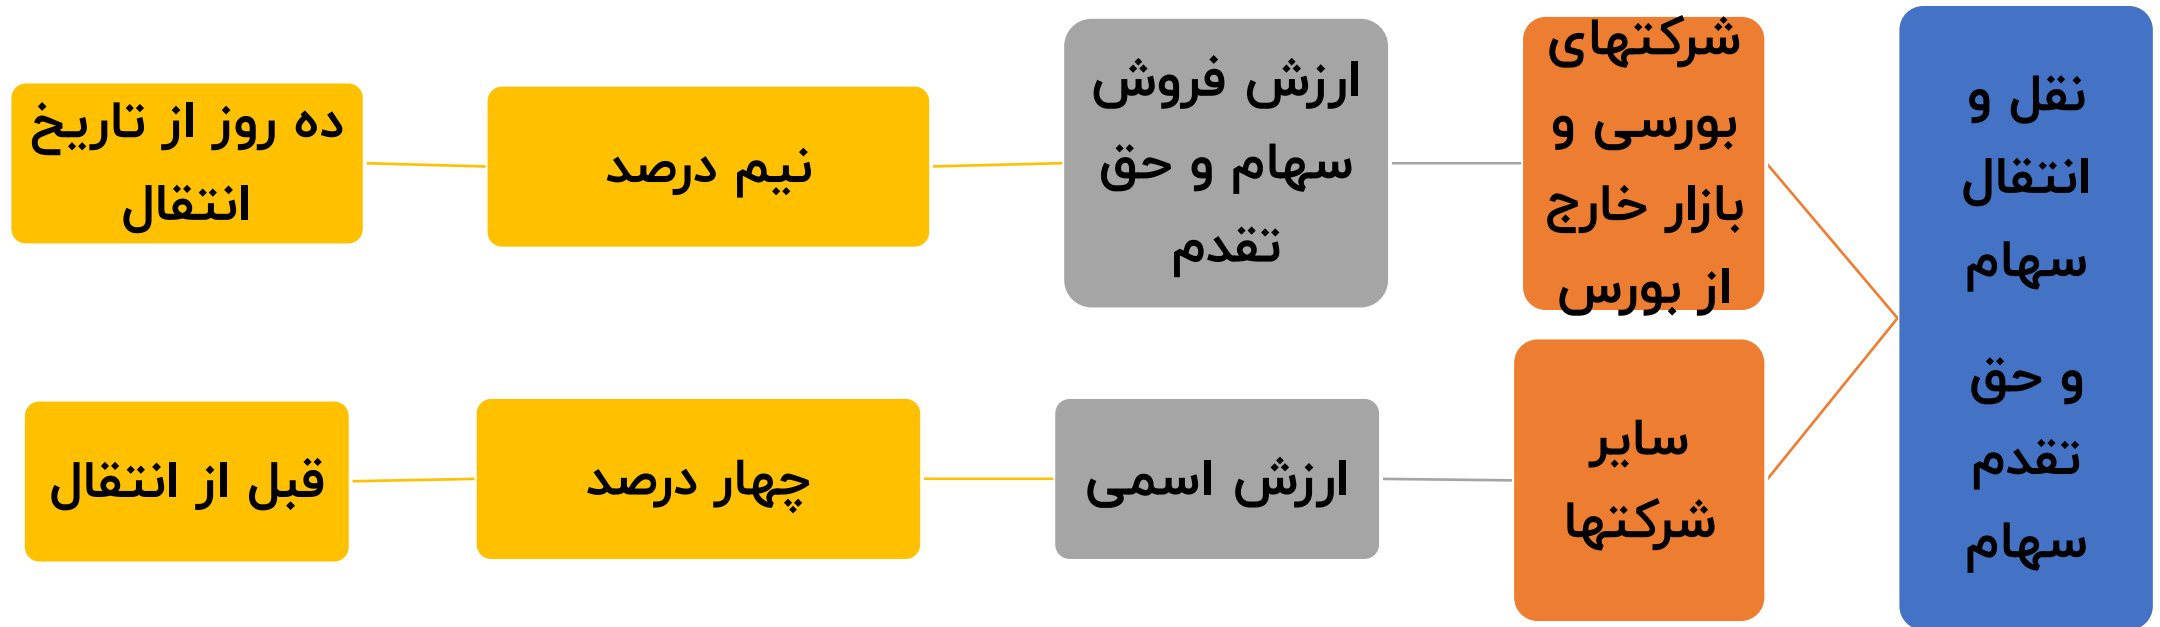 نقل و
انتقال
سهام
و حق
تقدم
سهام
شرکتهای
بورسی و
بازار خارج
از بورس
ارزش فروش
سهام و حق
تقدم
نیم درصد
ده روز از تاریخ
انتقال
سایر
شرکتها
ارزش اسمی
چهار درصد
قبل از انتقال